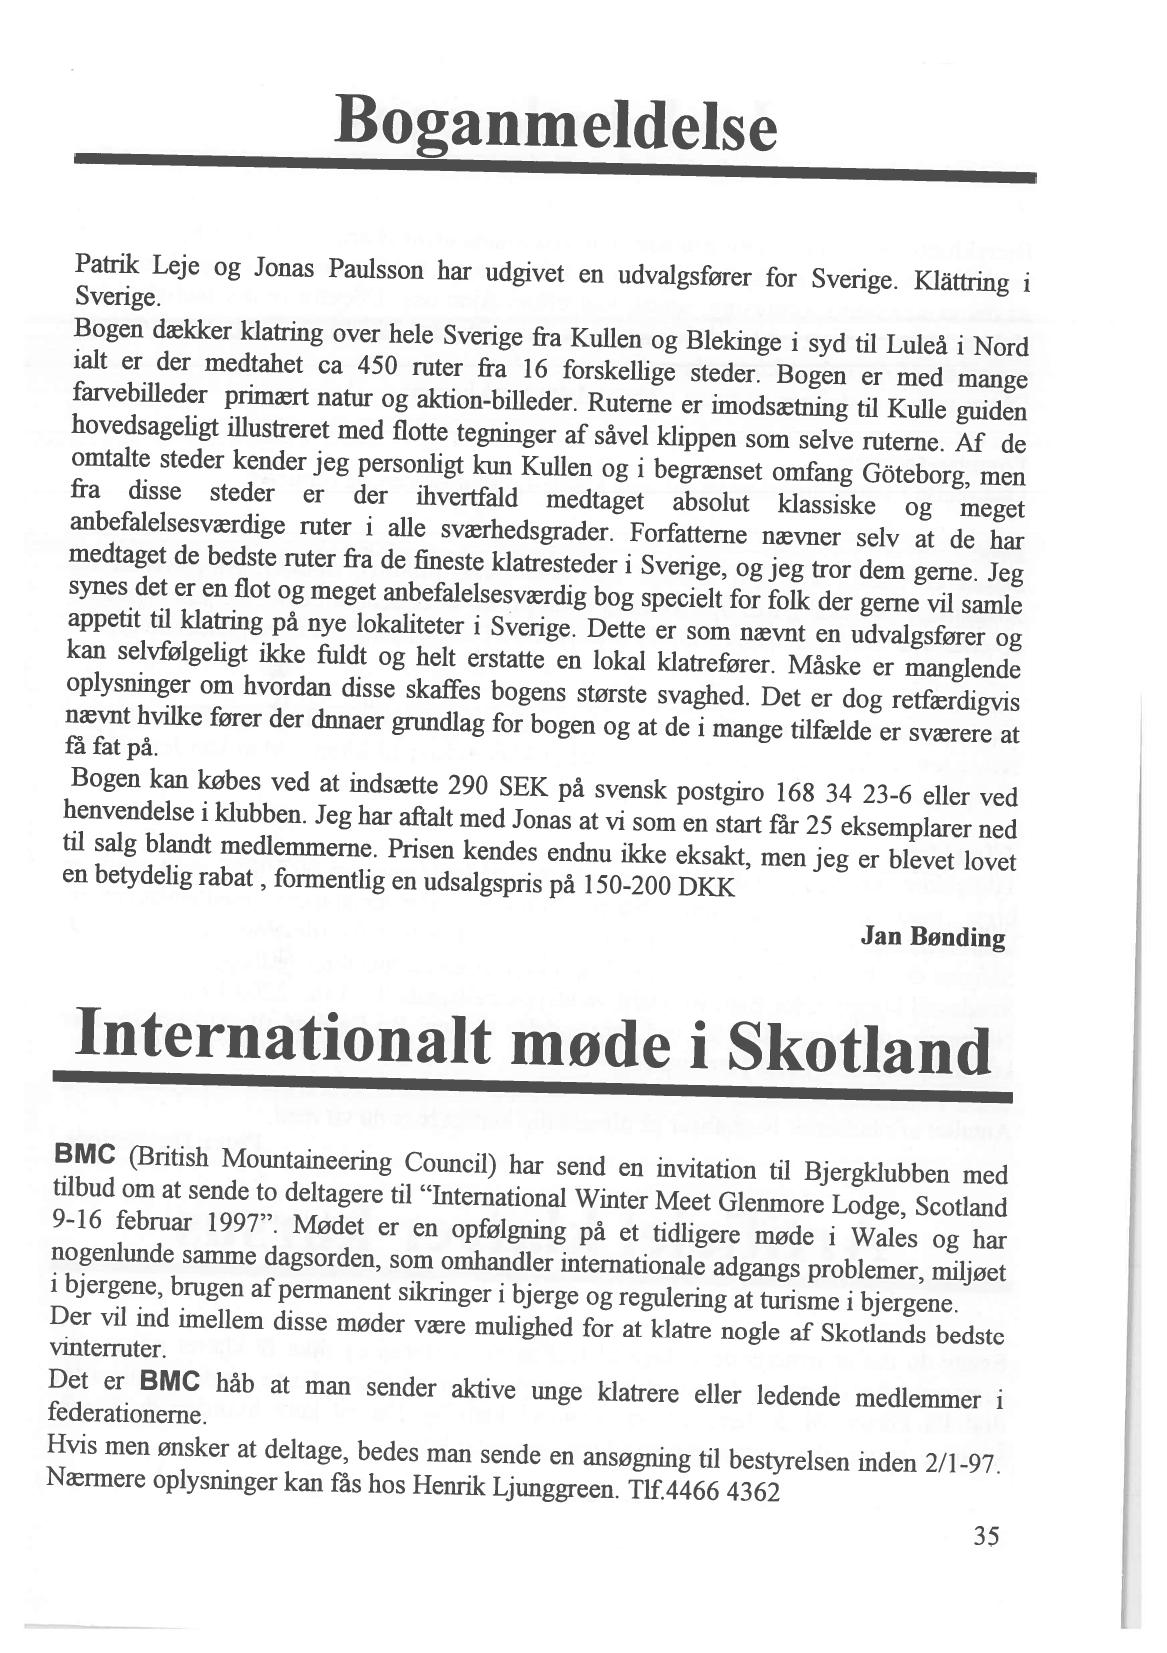 Boganmeldelse
Patrik Leje og Jonas Paulsson har udgivet en udvalgsfører for Sverige. Klättring i
Sverige.
Bogen dækker klatring over hele Sverige fra Kullen og Blekinge i syd til Luleå i Nord
ialt er der medtahet ca 450 ruter fra 16 forskellige steder. Bogen er med mange
farvebilleder primært natur og aktion-billeder. Ruterne er imodsætning til Kulle guiden
hovedsageligt illustreret med flotte tegninger af såvel klippen som selve ruterne. Af de
omtalte steder kender jeg personligt kun Kullen og i begrænset omfang Göteborg, men
fra disse steder er der ihvertfald medtaget absolut klassiske og meget
anbefalelsesværdige ruter i alle sværhedsgrader. Forfatterne nævner selv at de har
medtaget de bedste ruter fra de fineste klatresteder i Sverige, og jeg tror dem gerne. Jeg
synes det er en flot og meget anbefalelsesværdig bog specielt for folk der gerne vil samle
appetit til klatring på nye lokaliteter i Sverige. Dette er som nævnt en udvalgsfører og
kan selvfølgeligt ikke fuldt og helt erstatte en lokal klatrefører. Måske er manglende
oplysninger om hvordan disse skaffes bogens største svaghed. Det er dog retfærdigvis
nævnt hvilke fører der dnnaer grundlag for bogen og at de i mange tilfælde er sværere at
få fat på.
Bogen kan købes ved at indsætte 290 SEK på svensk postgiro 168 34 23-6 eller ved
henvendelse i klubben. Jeg har aftalt med Jonas at vi som en start får 25 eksemplarer ned
til salg blandt medlemmerne. Prisen kendes endnu ikke eksakt, men jeg er blevet lovet
en betydelig rabat , formentlig en udsalgspris på 150-200 DKK
Jan Bønding
Internationalt møde i Skotland
BMC (British Mountaineering Council) har send en invitation til Bjergklubben med
tilbud om at sende to deltagere til “International Winter Meet Glenmore Lodge, Scotland
9-16 februar 1997”. Mødet er en opfølgning på et tidligere møde i Wales og har
nogenlunde samme dagsorden, som omhandler internationale adgangs problemer, miljøet
i bjergene, brugen af permanent sikringer i bjerge og regulering at turisme i bjergene.
Der vil ind imellem disse møder være mulighed for at klatre nogle af Skotlands bedste
vinterruter.
Det er BMC håb at man sender aktive unge klatrere eller ledende medlemmer i
federationerne.
Hvis men ønsker at deltage, bedes man sende en ansøgning til bestyrelsen inden 2/1-97.
Nærmere oplysninger kan fås hos Henrik Ljunggreen. Tlf.4466 4362
35